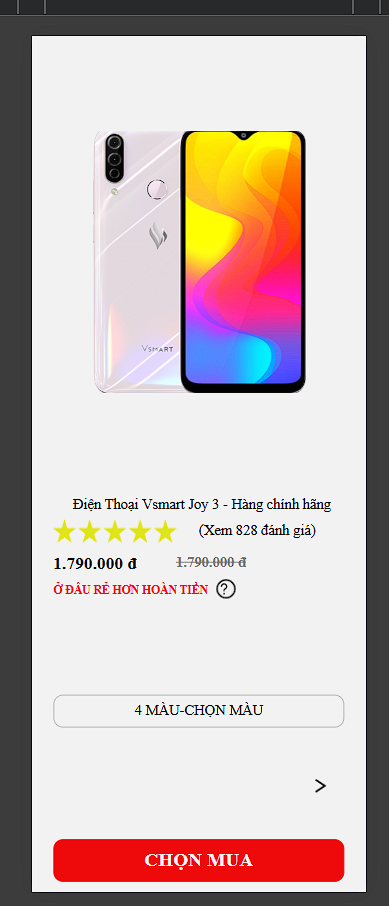 VSMART
Điện Thoại Vsmart Joy 3 - Hàng chính hãng
(Xem 828 đánh giá)
1.790.000 đ 1.790.000 đ
Ở ĐÂU RẺ HƠN HOÀN TIỀN ?
4 MÀU-CHỌN MÀU
>
CHỌN MUA